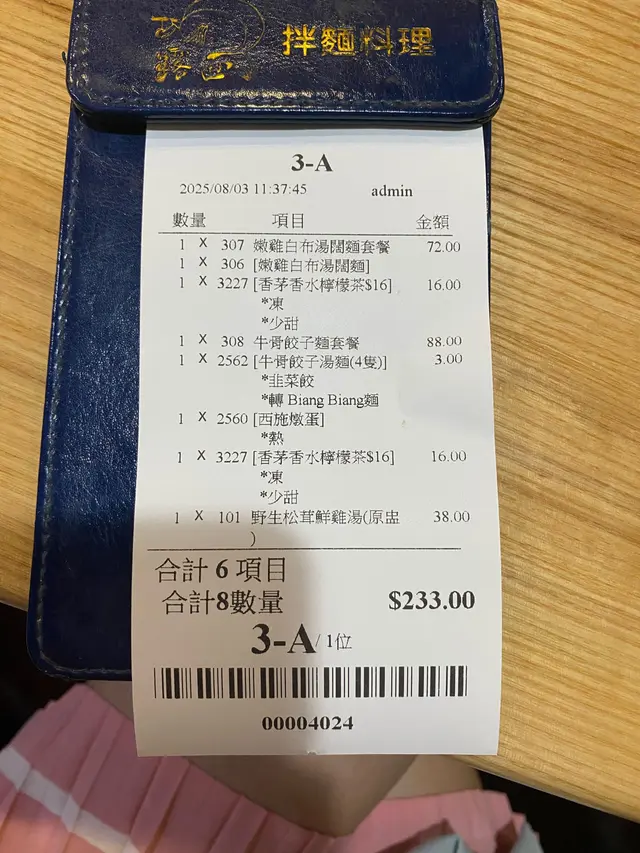 拌麵料理
3-A
2025/08/03 11:37:45 admin
數量 項目 金額
1 X 307 嫩雞白布湯闊麵套餐 72.00
1 X 306 [嫩雞白布湯闊麵]
1 X 3227 [香茅香水檸檬茶$16] 16.00
*凍
*少甜
1 X 308 牛骨餃子麵套餐 88.00
1 X 2562 [牛骨餃子湯麵(4隻)] 3.00
*韭菜餃
*轉 Biang Biang麵
1 X 2560 [西施燉蛋]
*熱
1 X 3227 [香茅香水檸檬茶$16] 16.00
*凍
*少甜
1 X 101 野生松茸鮮雞湯(原盅 38.00
)
合計 6 項目
合計8數量 $233.00
3-A/ 1位
00004024